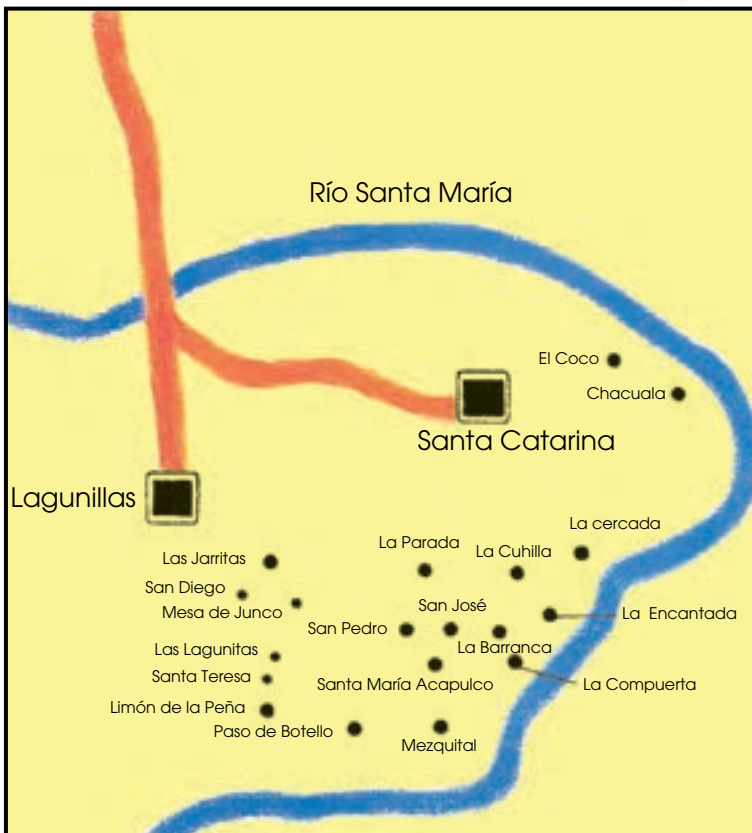 Río Santa María
El Coco
Chacuala
Santa Catarina
Lagunillas
La cercada
La Parada
La Cuhilla
Las Jarritas
San Diego
Mesa de Junco
San José
La Encantada
San Pedro
La Barranca
Las Lagunitas
Santa Teresa
Santa María Acapulco
La Compuerta
Limón de la Peña
Paso de Botello
Mezquital